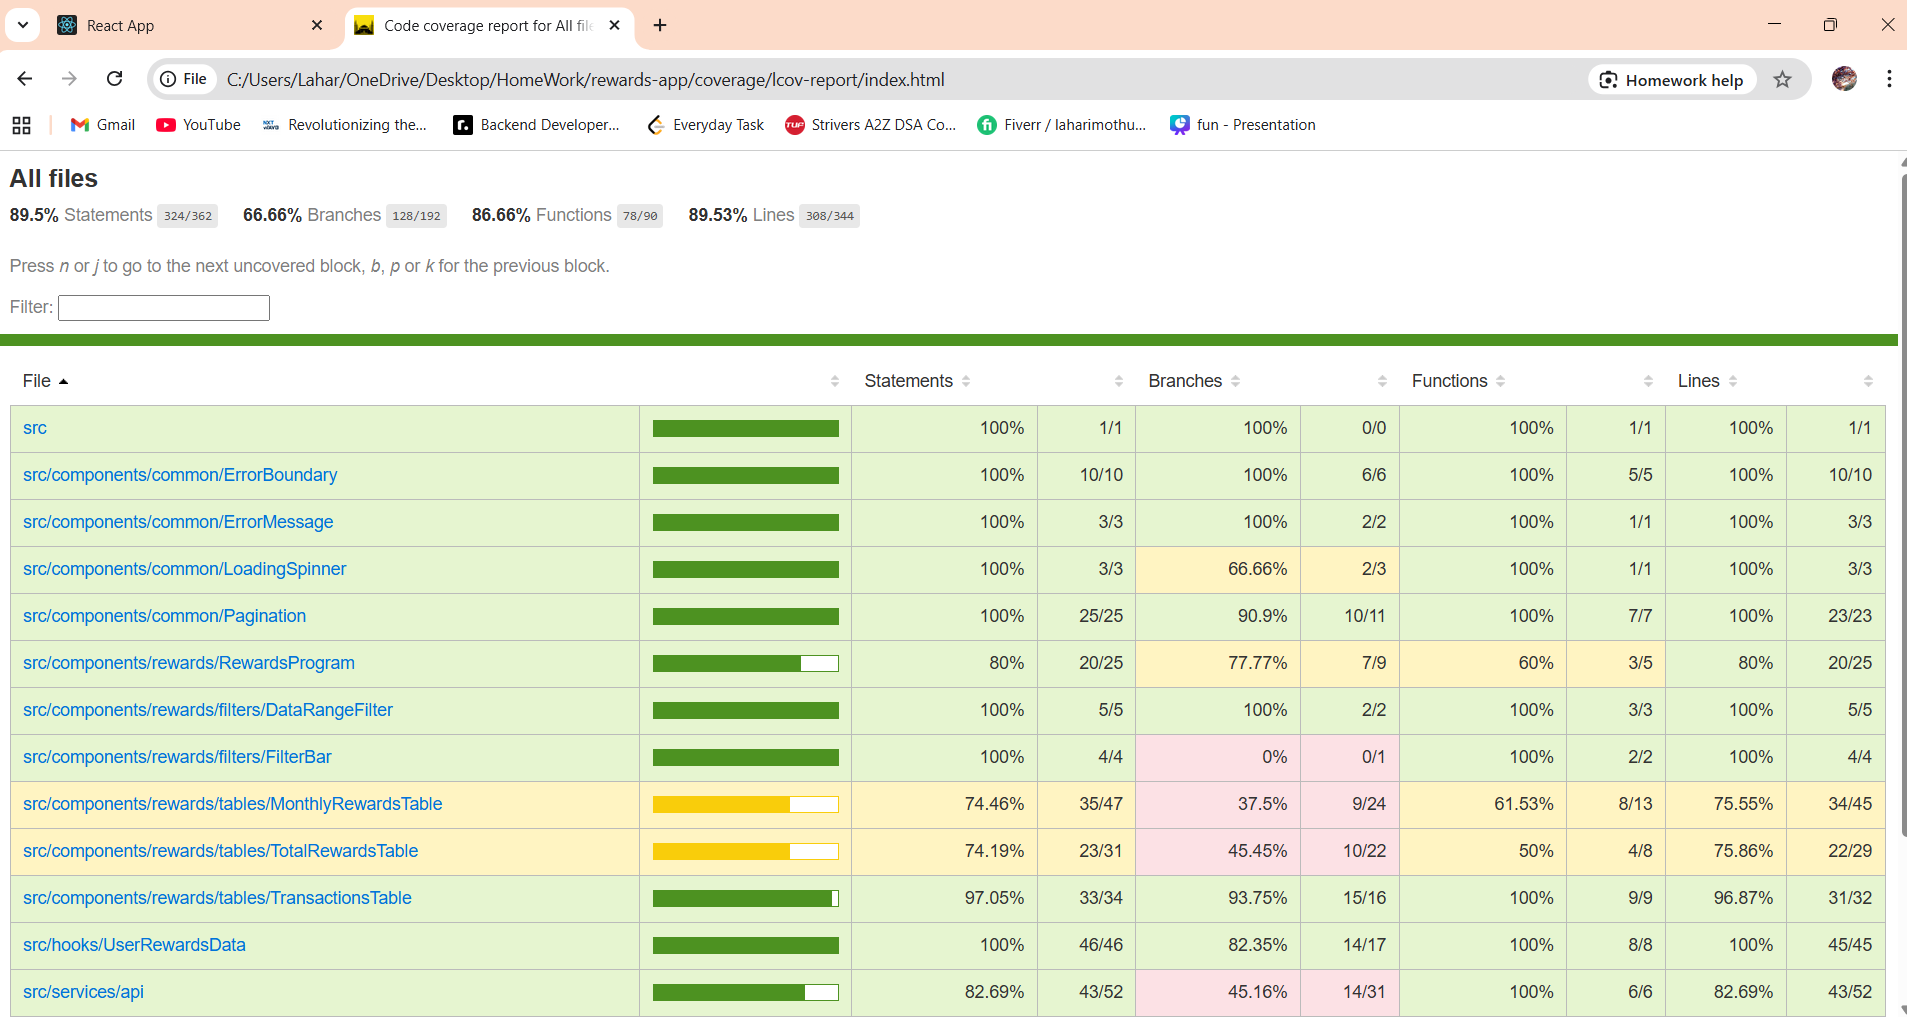 React App
Code coverage report for All file
File
C:/Users/Lahar/OneDrive/Desktop/HomeWork/rewards-app/coverage/lcov-report/index.html
Homework help
Gmail
YouTube
Revolutionizing the...
Backend Developer...
Everyday Task
TUF
Strivers A2Z DSA Co...
Fiverr / laharimothu...
fun - Presentation
All files
89.5% Statements 324/362 66.66% Branches 128/192 86.66% Functions 78/90 89.53% Lines 308/344
Press n or j to go to the next uncovered block, b, p or k for the previous block.
Filter:
File Statements Branches Functions Lines
src 100% 1/1 100% 0/0 100% 1/1 100% 1/1
src/components/common/ErrorBoundary 100% 10/10 100% 6/6 100% 5/5 100% 10/10
src/components/common/ErrorMessage 100% 3/3 100% 2/2 100% 1/1 100% 3/3
src/components/common/LoadingSpinner 100% 3/3 66.66% 2/3 100% 1/1 100% 3/3
src/components/common/Pagination 100% 25/25 90.9% 10/11 100% 7/7 100% 23/23
src/components/rewards/RewardsProgram 80% 20/25 77.77% 7/9 60% 3/5 80% 20/25
src/components/rewards/filters/DataRangeFilter 100% 5/5 100% 2/2 100% 3/3 100% 5/5
src/components/rewards/filters/FilterBar 100% 4/4 0% 0/1 100% 2/2 100% 4/4
src/components/rewards/tables/MonthlyRewardsTable 74.46% 35/47 37.5% 9/24 61.53% 8/13 75.55% 34/45
src/components/rewards/tables/TotalRewardsTable 74.19% 23/31 45.45% 10/22 50% 4/8 75.86% 22/29
src/components/rewards/tables/TransactionsTable 97.05% 33/34 93.75% 15/16 100% 9/9 96.87% 31/32
src/hooks/UserRewardsData 100% 46/46 82.35% 14/17 100% 8/8 100% 45/45
src/services/api 82.69% 43/52 45.16% 14/31 100% 6/6 82.69% 43/52